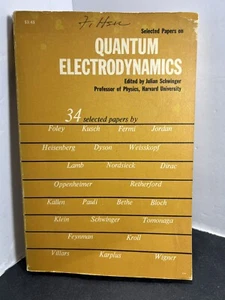 Selected Papers on
QUANTUM
ELECTRODYNAMICS
Edited by Julian Schwinger
Professor of Physics, Harvard University
34 selected papers by
Foley Kusch Fermi Jordan
Heisenberg Dyson Weisskopf
Lamb Nordsieck Dirac
Oppenheimer Retherford
Kallen Pauli Bethe Bloch
Klein Schwinger Tomonaga
Feynman Kroll
Villars Karplus Wigner